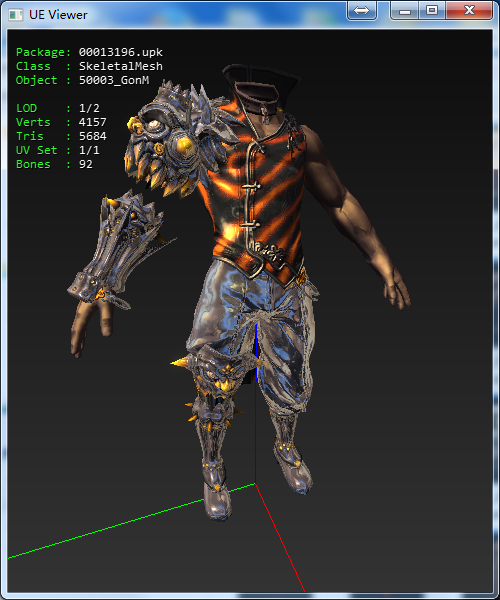 UE Viewer
Package: 00013196.upk
Class : SkeletalMesh
Object : 50003_GonM
LOD : 1/2
Verts : 4157
Tris : 5684
UV Set : 1/1
Bones : 92